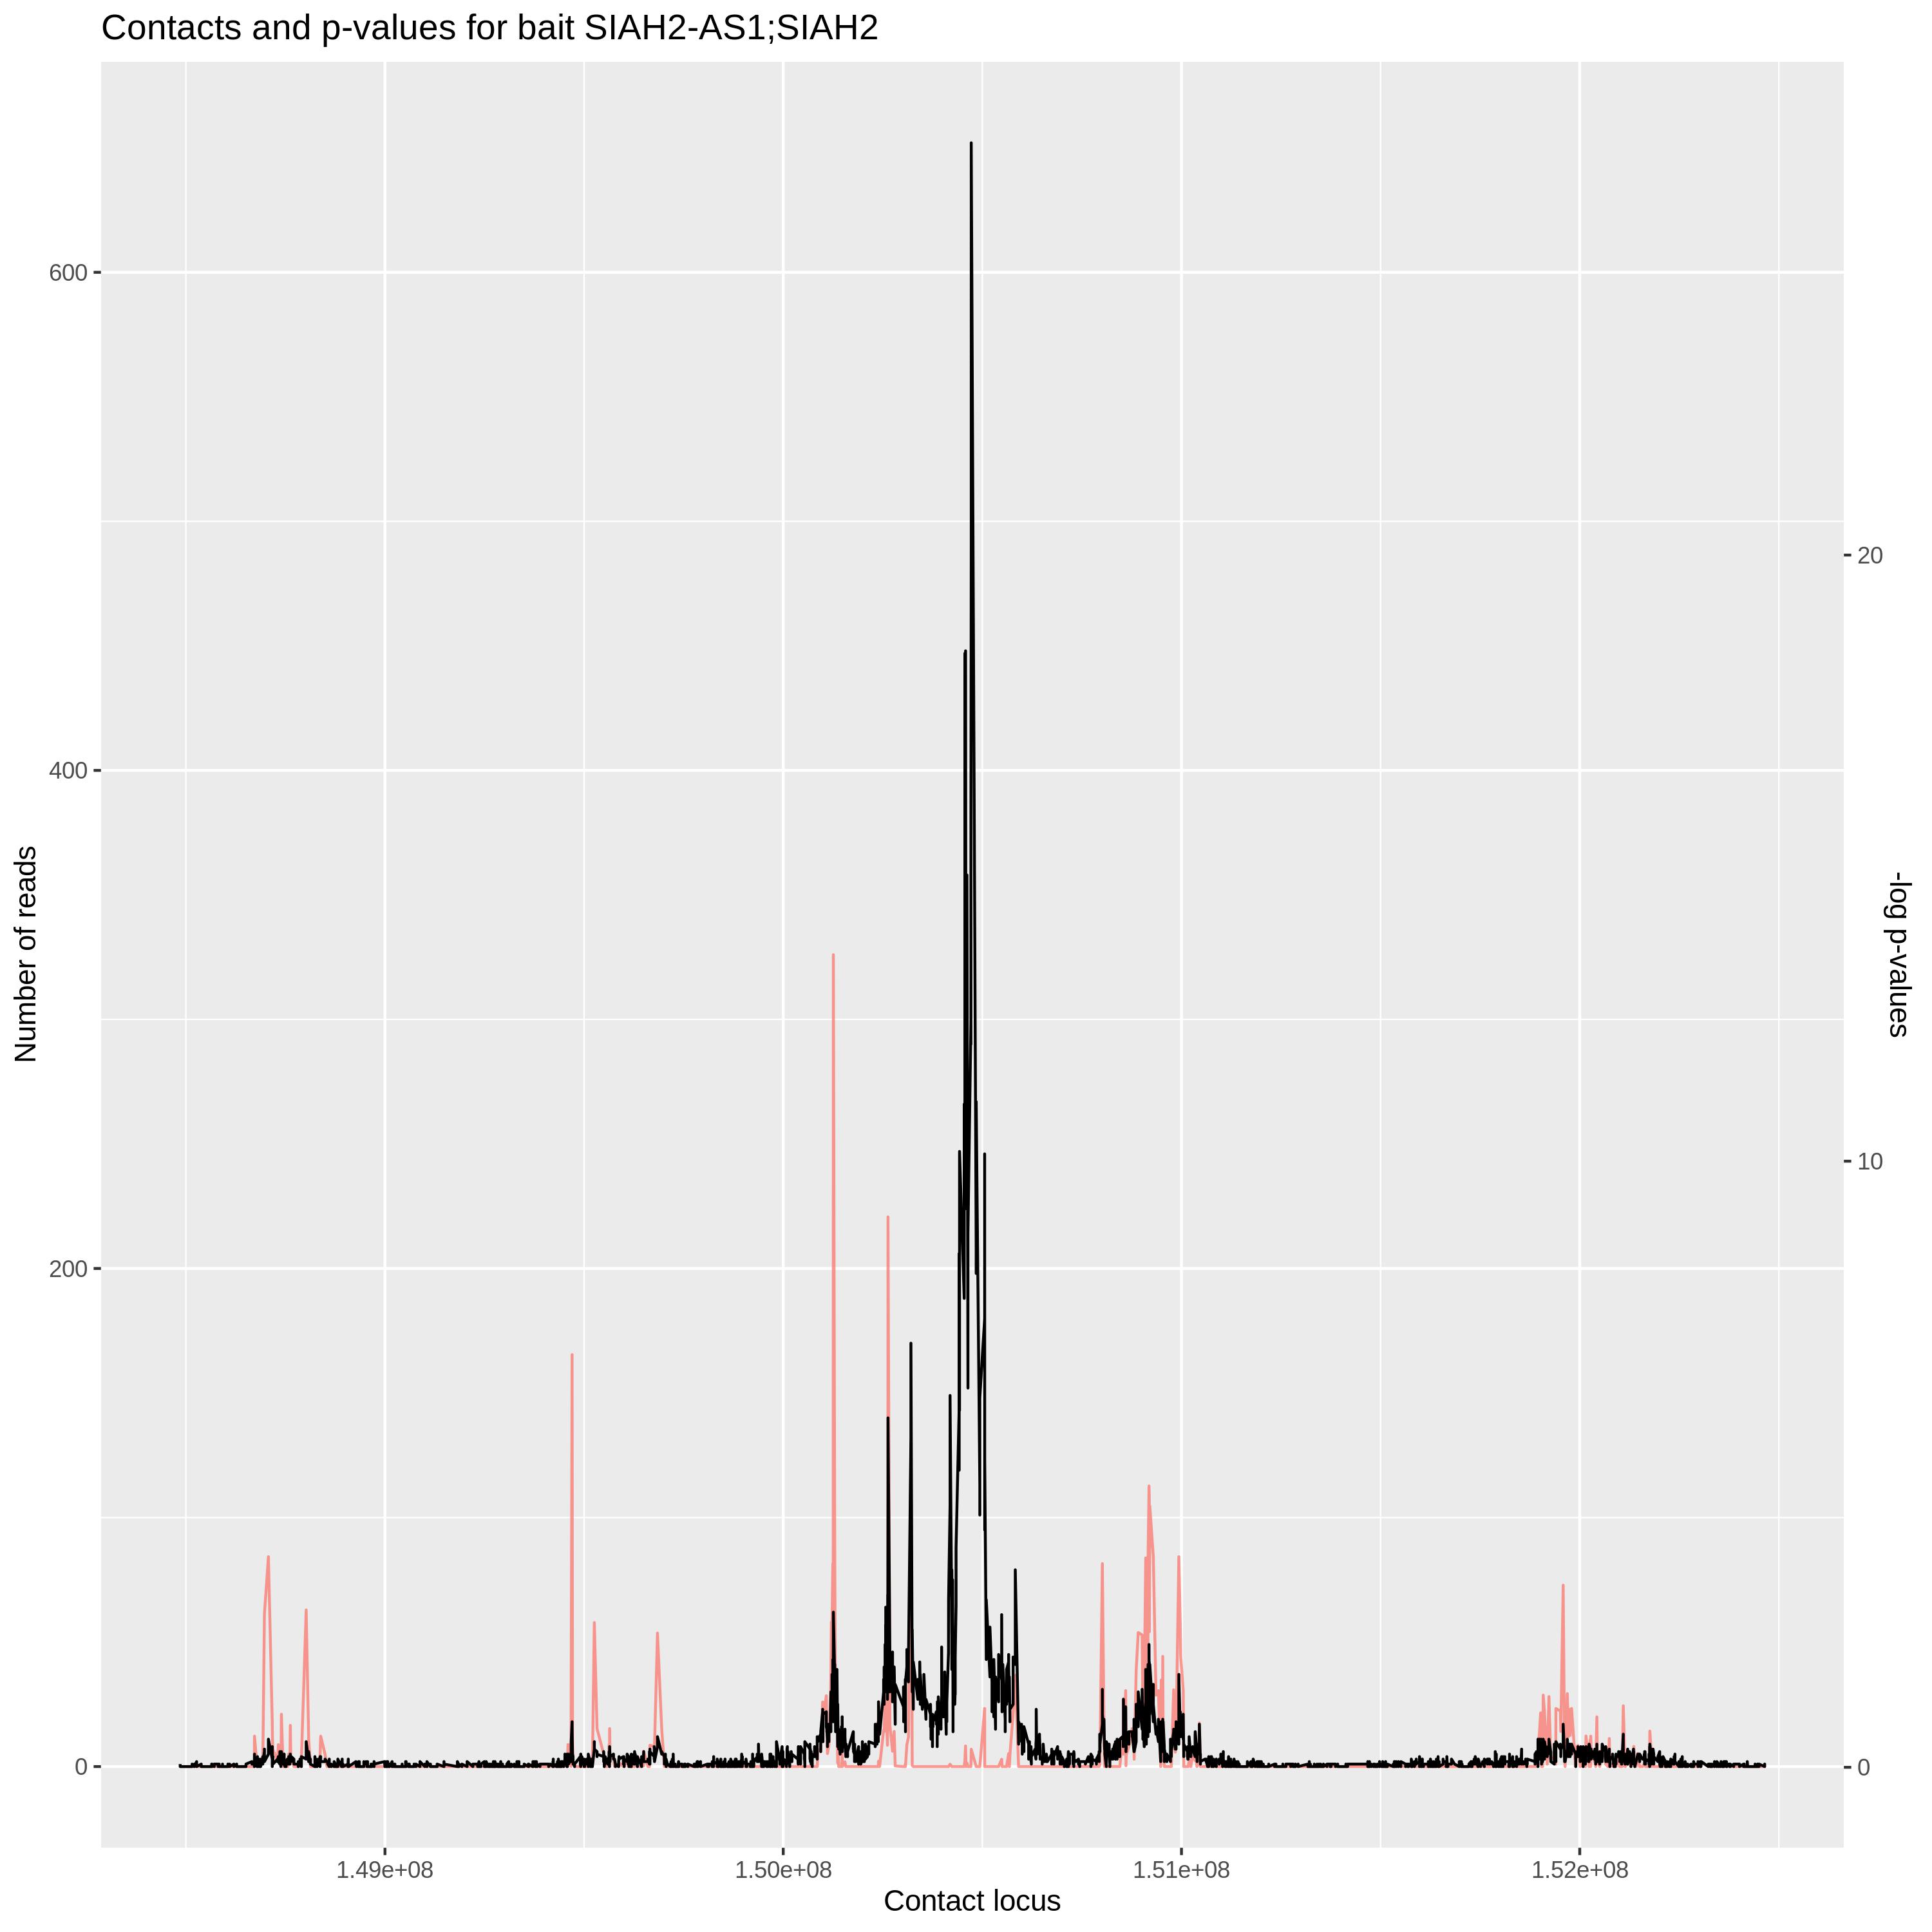 Contacts and p-values for bait SIAH2-AS1;SIAH2
600
400
200
0
Number of reads
20
10
0
-log p-values
1.49e+08
1.50e+08
1.51e+08
1.52e+08
Contact locus